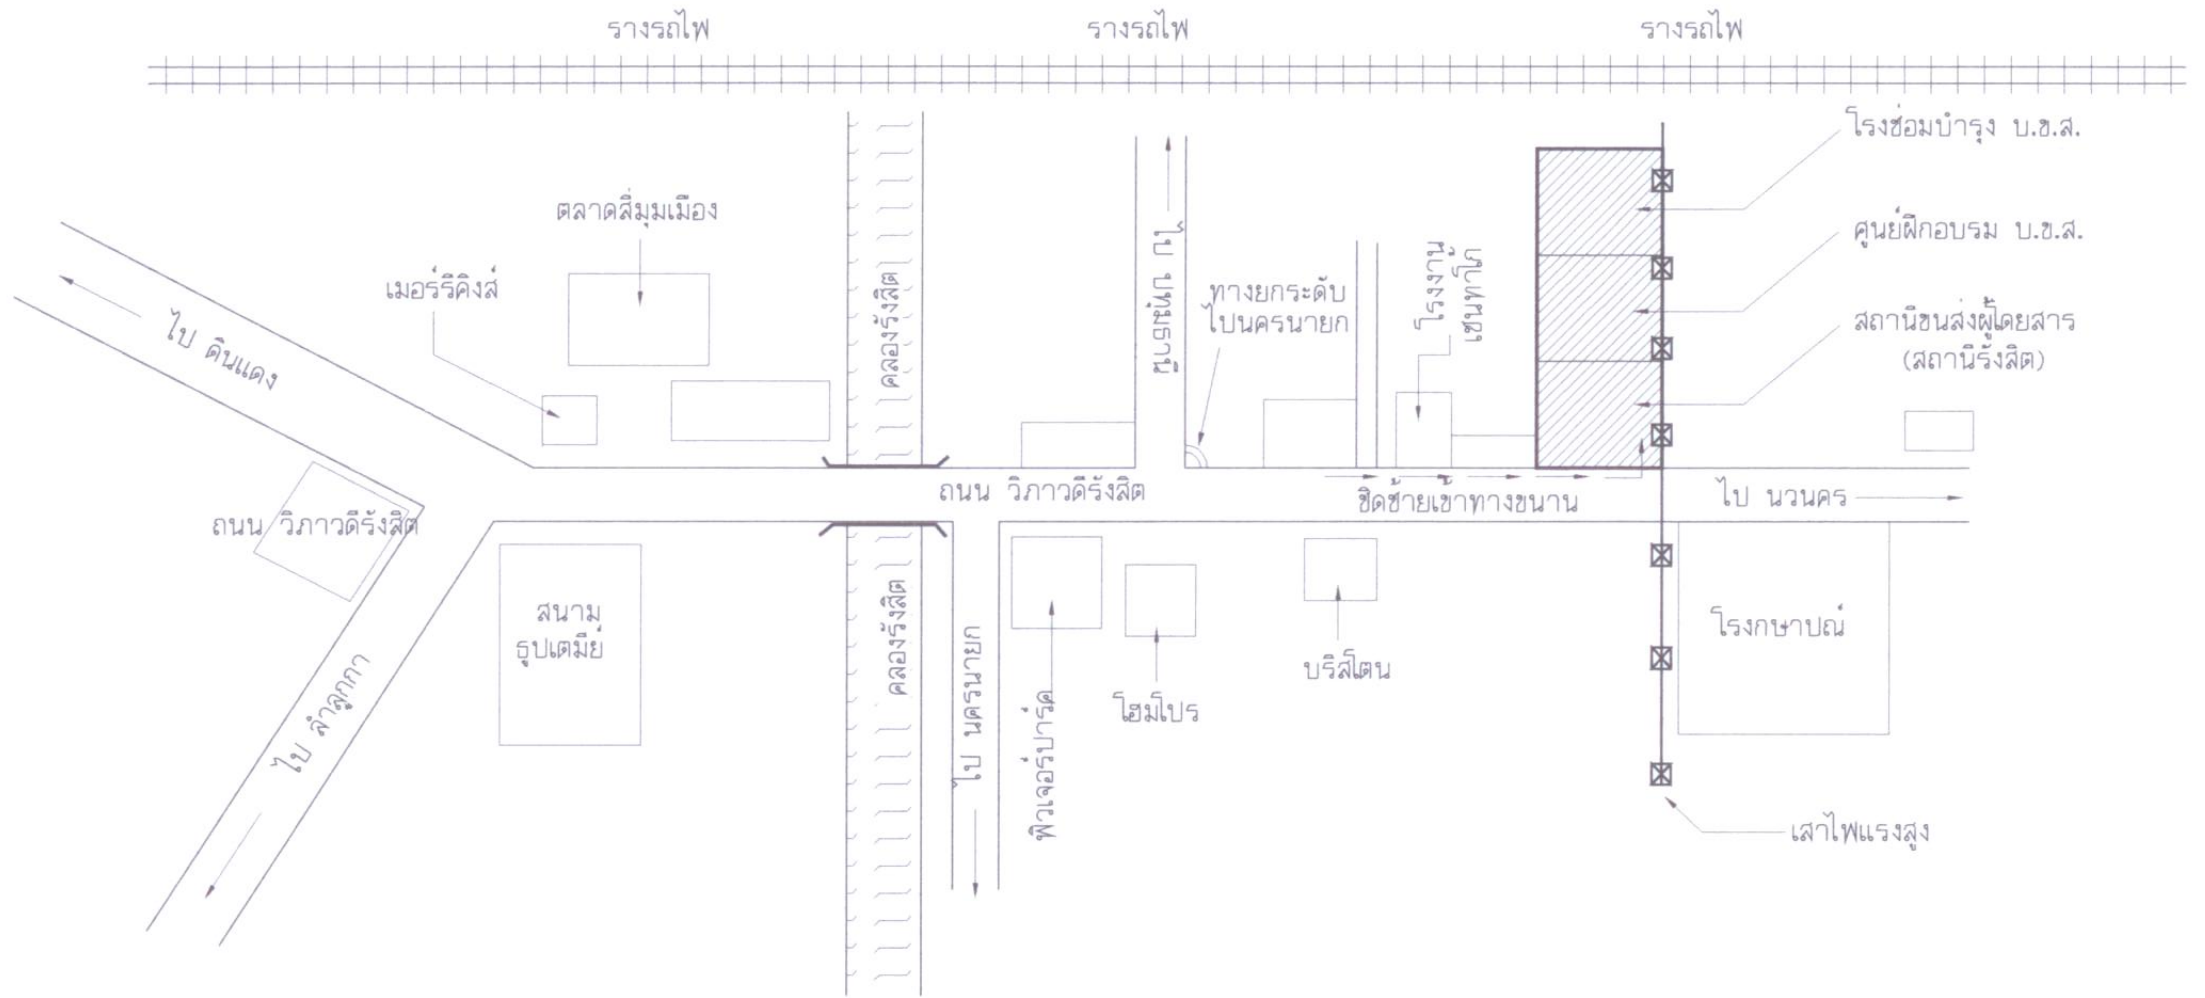 รางรถไฟ รางรถไฟ รางรถไฟ
โรงซ่อมบำรุง บ.ข.ส.
ตลาดสี่มุมเมือง
ศูนย์ฝึกอบรม บ.ข.ส.
เมอร์รี่คิงส์
คลองรังสิต
ไป ปทุมธานี
ทางยกระดับ
ไปนครนายก
โรงงาน
เซ็นทาโก
สถานีขนส่งผู้โดยสาร
(สถานีรังสิต)
ไป ดินแดง
ถนน วิภาวดีรังสิต
ชิดซ้ายเข้าทางขนาน
ไป นวนคร
ถนน วิภาวดีรังสิต
สนาม
ธูปเตมีย์
คลองรังสิต
ไป นครนายก
ฟิวเจอร์ปาร์ค
โฮมโปร
บริสโตน
โรงกษาปณ์
ไป ลำลูกกา
เสาไฟแรงสูง